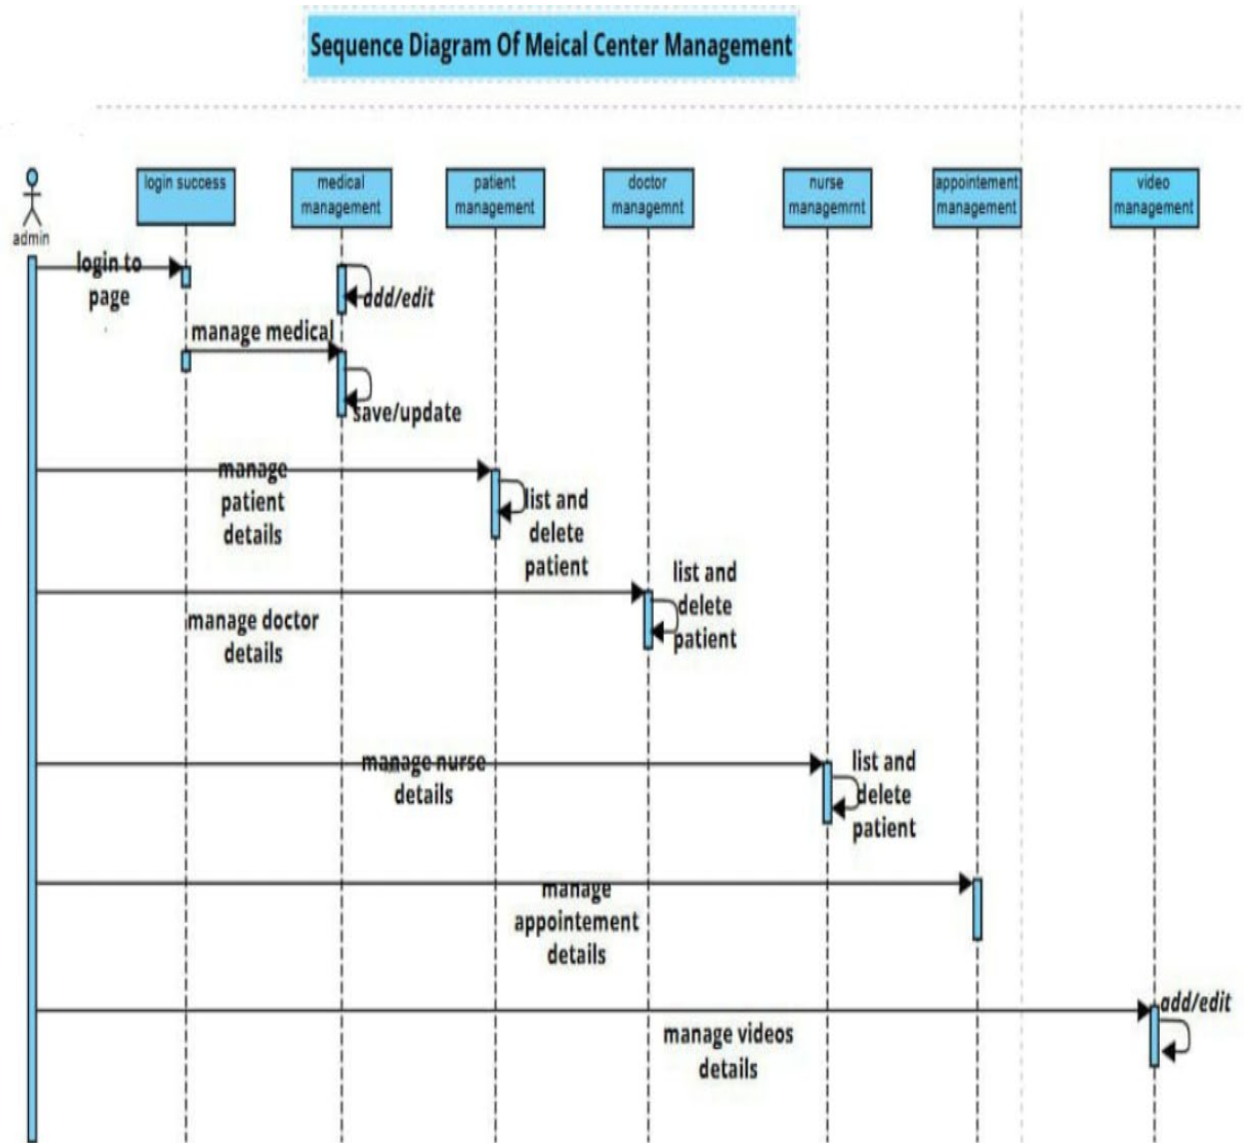 Sequence Diagram Of Meical Center Management
login success
medical
management
patient
management
doctor
managemnt
nurse
managemrnt
appointement
management
video
management
admin
login to
page
add/edit
manage medical
save/update
manage
patient
details
list and
delete
patient
manage doctor
details
list and
delete
patient
manage nurse
details
list and
delete
patient
manage
appointement
details
add/edit
manage videos
details